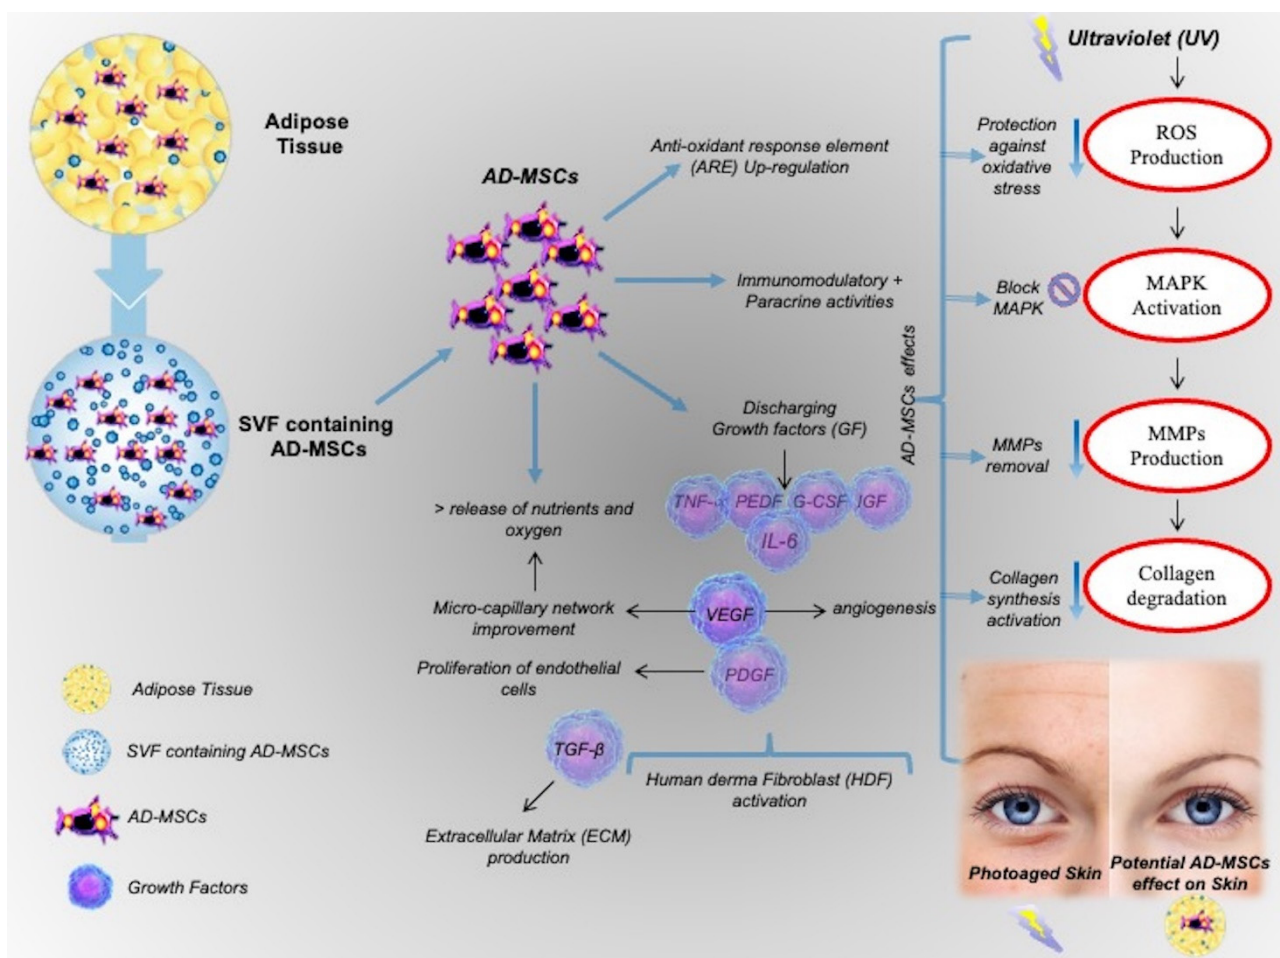 Adipose
Tissue
SVF containing
AD-MSCs
AD-MSCs
Anti-oxidant response element
(ARE) Up-regulation
Immunomodulatory +
Paracrine activities
Discharging
Growth factors (GF)
TNF-α
PEDF
G-CSF
IGF
IL-6
> release of nutrients and
oxygen
Micro-capillary network
improvement
VEGF
angiogenesis
Proliferation of endothelial
cells
PDGF
TGF-β
Human derma Fibroblast (HDF)
activation
Extracellular Matrix (ECM)
production
AD-MSCs effects
Ultraviolet (UV)
Protection
against
oxidative
stress
ROS
Production
Block
MAPK
MAPK
Activation
MMPs
removal
MMPs
Production
Collagen
synthesis
activation
Collagen
degradation
Photoaged Skin
Potential AD-MSCs
effect on Skin
Adipose Tissue
SVF containing AD-MSCs
AD-MSCs
Growth Factors